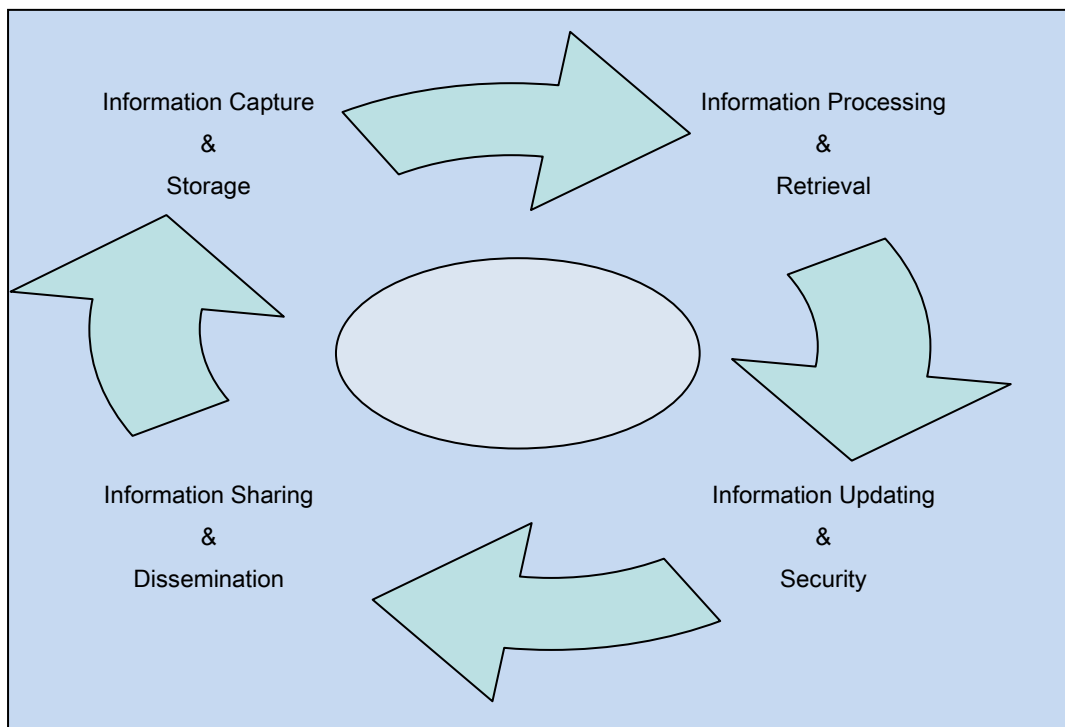 Information Capture
&
Storage
Information Processing
&
Retrieval
Information Sharing
&
Dissemination
Information Updating
&
Security